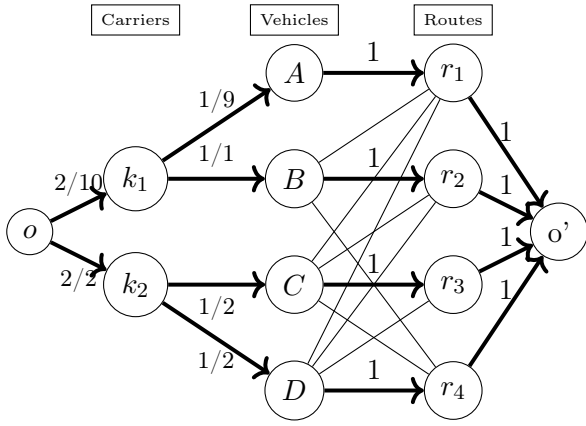 Carriers Vehicles Routes
A 1 r1
1/9
1/1 1
2/10 k1 B 1 r2
1
o o'
1
2/2 k2 C 1 r3
1/2 1
1/2
D 1 r4